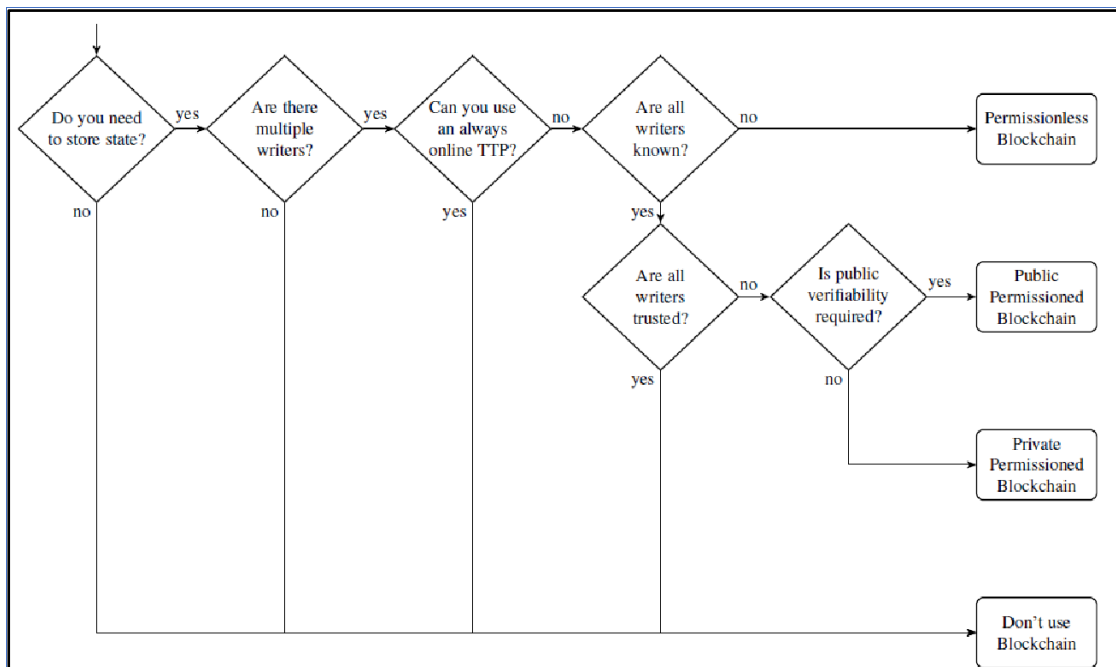 Do you need
to store state?
yes
Are there
multiple
writers?
yes
Can you use
an always
online TTP?
no
Are all
writers
known?
no
Permissionless
Blockchain
no
no
yes
yes
Are all
writers
trusted?
no
Is public
verifiability
required?
yes
Public
Permissioned
Blockchain
yes
no
Private
Permissioned
Blockchain
Don't use
Blockchain